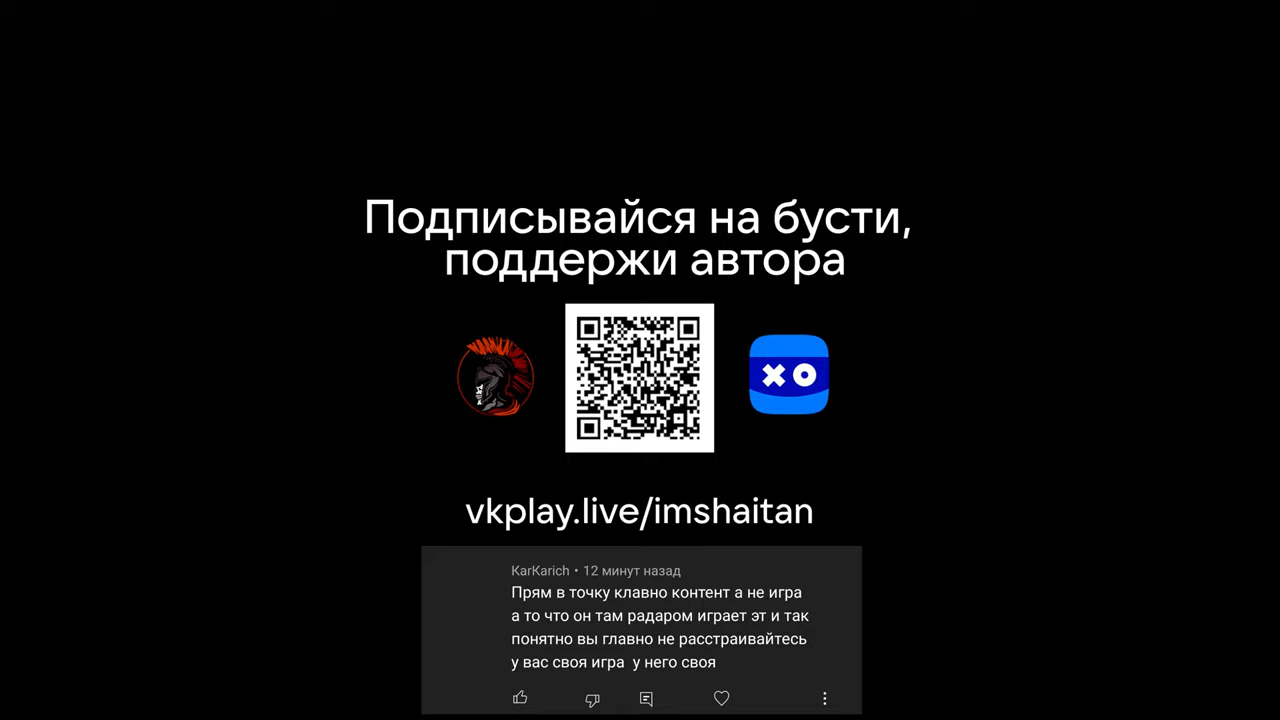 Подписывайся на бусти,
поддержи автора
XO
vkplay.live/imshaitan
KarKarich • 12 минут назад
Прям в точку клавно контент а не игра
а то что он там радаром играет эт и так
понятно вы главно не расстраивайтесь
у вас своя игра у него своя